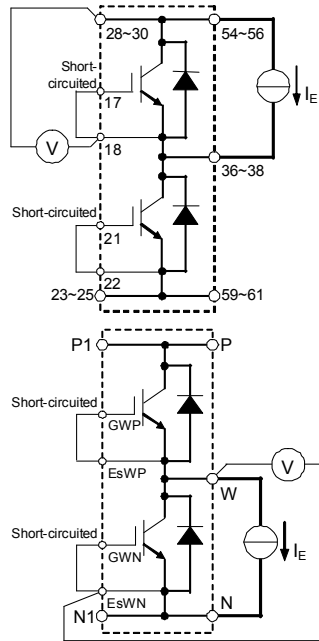 28~30
54~56
Short-
circuited
17
V
18
I_E
36~38
Short-circuited
21
22
23~25
59~61
P1
P
Short-circuited
GWP
EsWP
W
V
Short-circuited
GWN
I_E
EsWN
N1
N